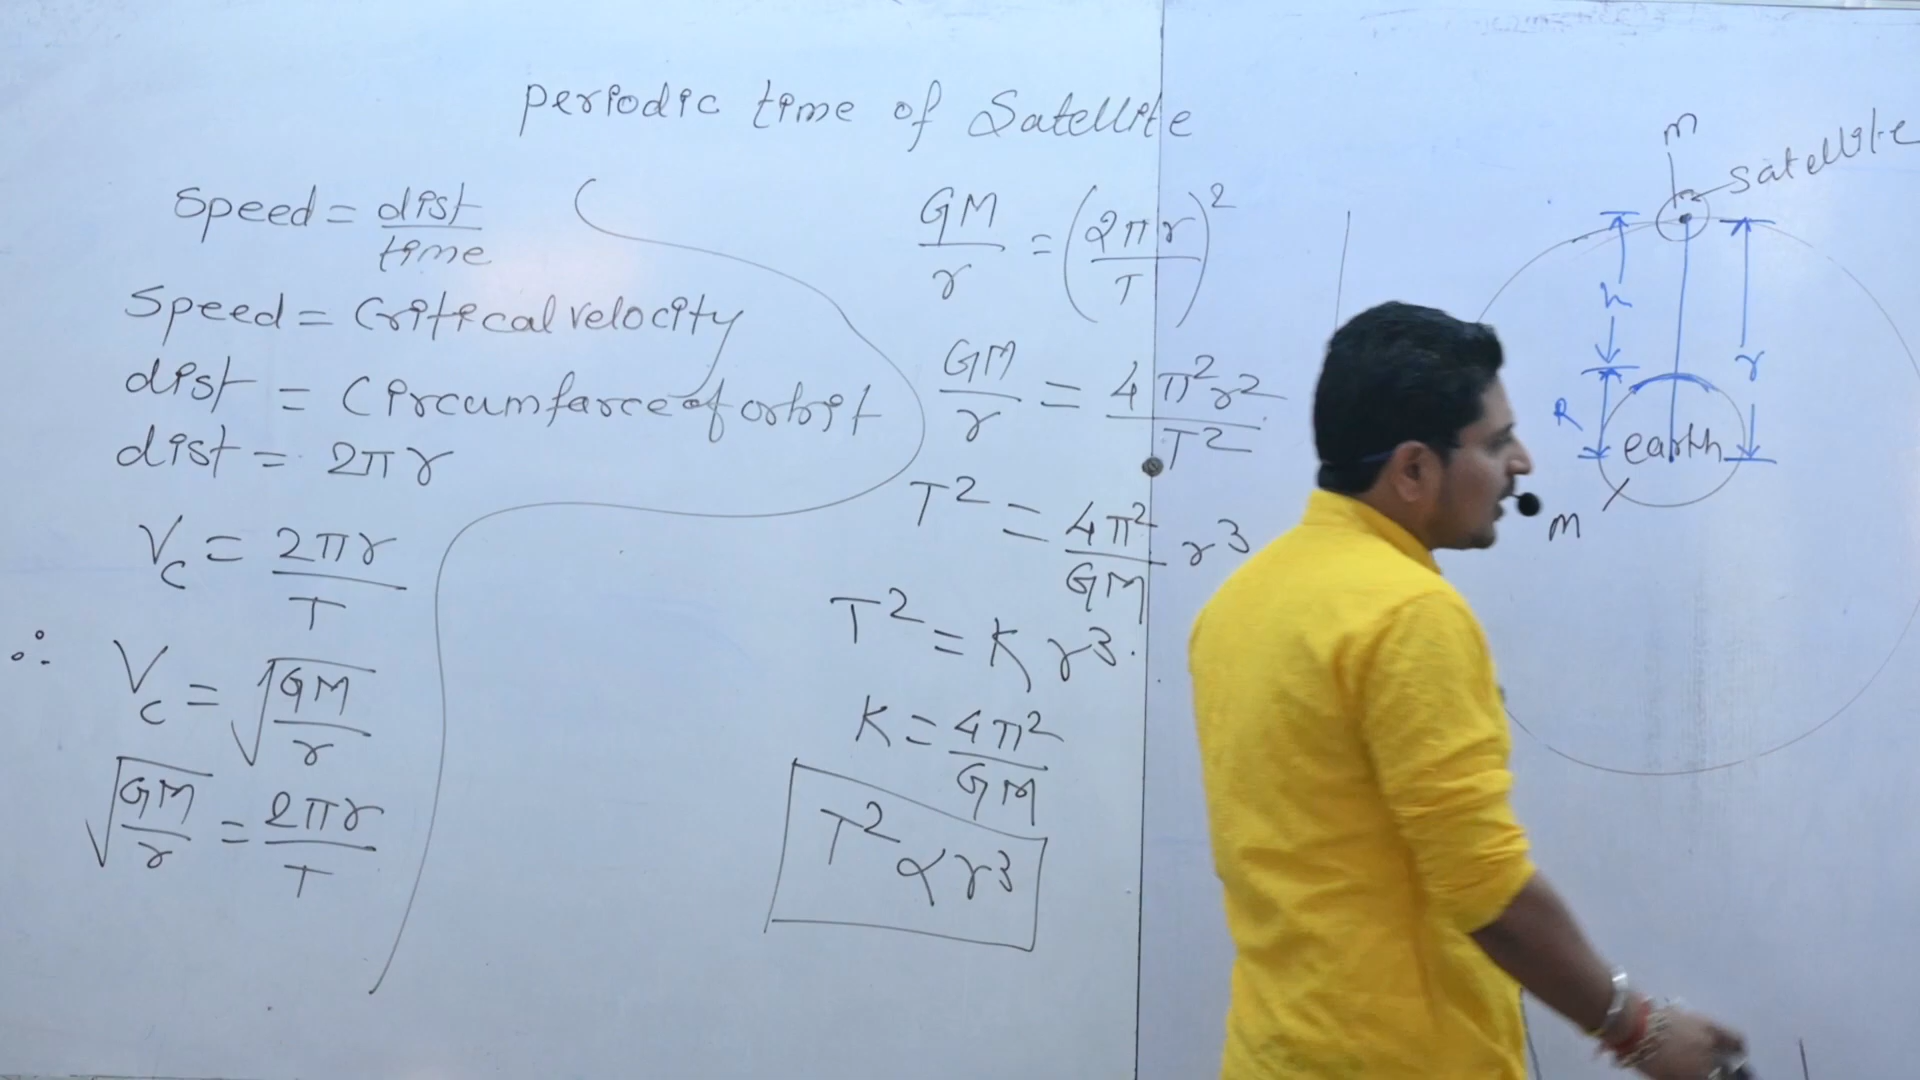 periodic time of Satellite
Speed = dist/time
Speed = Critical velocity
dist = Circumfarce of orbit
dist = 2πr
Vc = 2πr/T
∴ Vc = √(GM/r)
√(GM/r) = 2πr/T
GM/r = (2πr/T)²
GM/r = 4π²r²/T²
T² = 4π²/GM r³
T² = K r³.
K = 4π²/GM
T² ∝ r³
m
satellite
h
r
R
earth
m